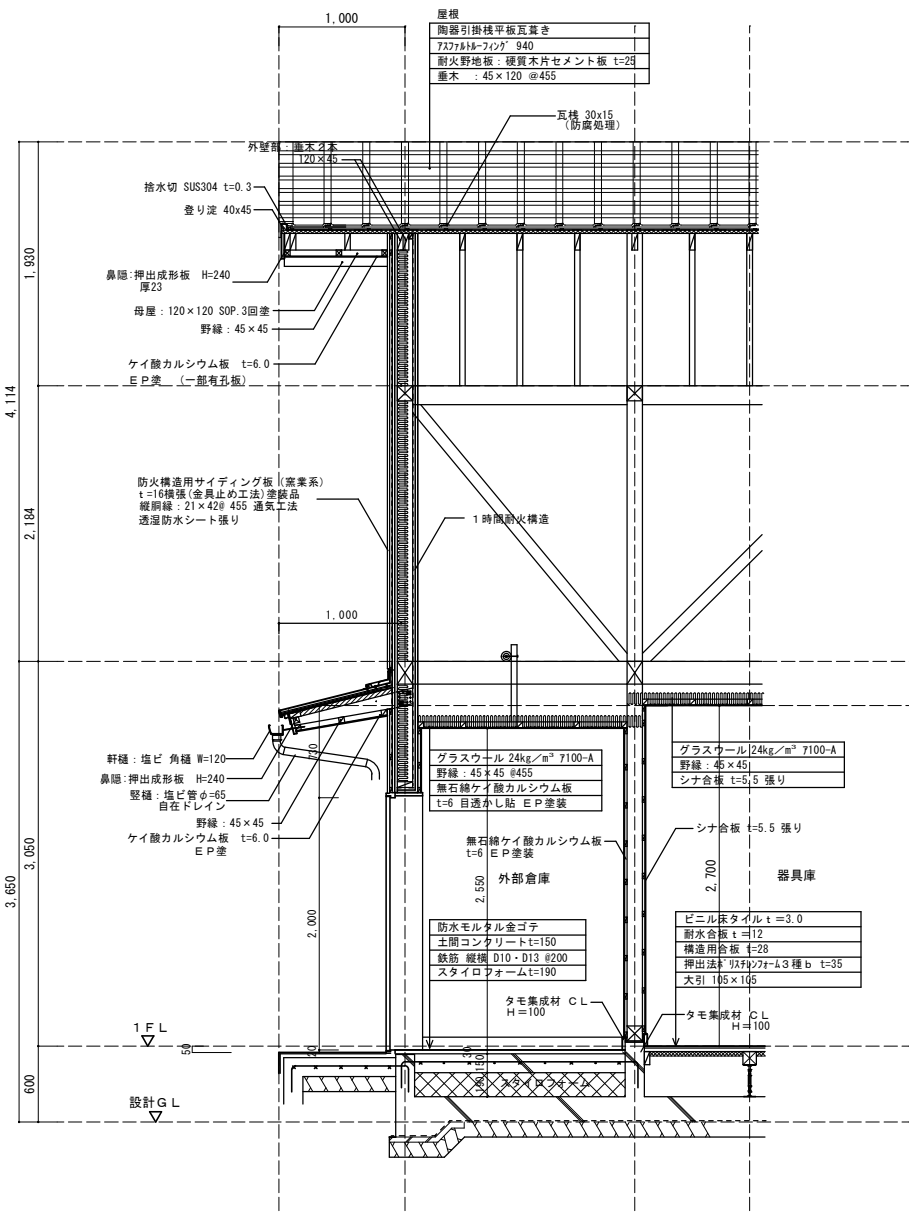 屋根
陶器引掛桟平板瓦葺き
ｱｽﾌｧﾙﾄﾙｰﾌｨﾝｸﾞ 940
耐火野地板：硬質木片セメント板 t=25
垂木　：45×120 @455
1,000
瓦桟 30x15
（防腐処理）
外壁部：垂木２本
120×45
捨水切 SUS304 t=0.3
登り淀 40x45
鼻隠:押出成形板　H=240
厚23
母屋：120×120 SOP.3回塗
野縁：45×45
ケイ酸カルシウム板　t=6.0
ＥＰ塗　（一部有孔板）
1,930
4,114
2,184
防火構造用サイディング板（窯業系）
t =16横張(金具止め工法)塗装品
縦胴縁：21×42@ 455 通気工法
透湿防水シート張り
１時間耐火構造
1,000
軒樋：塩ビ 角樋 W=120
鼻隠:押出成形板　H=240
竪樋：塩ビ管φ=65
自在ドレイン
野縁：45×45
ケイ酸カルシウム板　t=6.0
ＥＰ塗
730
グラスウール 24kg／m³ ｱ100-A
野縁：45×45 @455
無石綿ケイ酸カルシウム板
t=6 目透かし貼 ＥＰ塗装
グラスウール 24kg／m³ ｱ100-A
野縁：45×45
シナ合板 t=5.5 張り
無石綿ケイ酸カルシウム板
t=6 ＥＰ塗装
シナ合板 t=5.5 張り
外部倉庫
器具庫
2,550
2,700
2,000
3,050
3,650
防水モルタル金ゴテ
土間コンクリートt=150
鉄筋 縦横 D10・D13 @200
スタイロフォームt=190
ビニル床タイルｔ＝3.0
耐水合板ｔ＝12
構造用合板 t=28
押出法ﾎﾟﾘｽﾁﾚﾝﾌｫｰﾑ３種ｂ t=35
大引 105×105
タモ集成材 ＣＬ
Ｈ＝100
タモ集成材 ＣＬ
Ｈ＝100
１ＦＬ
50
20
30
150
190
スタイロフォーム
600
設計ＧＬ